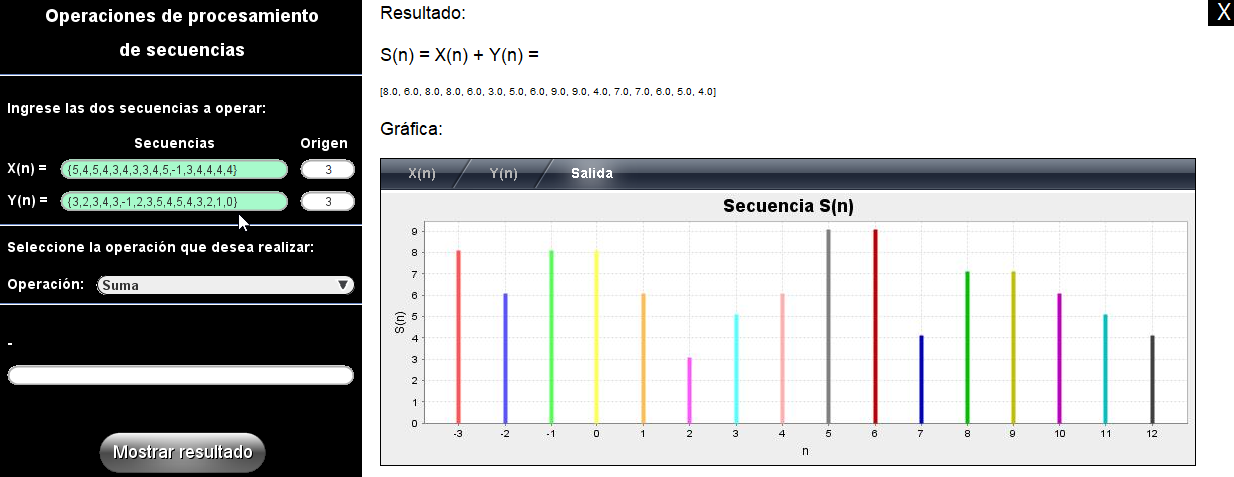 Operaciones de procesamiento
de secuencias
Ingrese las dos secuencias a operar:
Secuencias Origen
X(n) = {5,4,5,4,3,4,3,3,4,5,-1,3,4,4,4,4} 3
Y(n) = {3,2,3,4,3,-1,2,3,5,4,5,4,3,2,1,0} 3
Seleccione la operación que desea realizar:
Operación: Suma
-
Mostrar resultado
X
Resultado:
S(n) = X(n) + Y(n) =
[8.0, 6.0, 8.0, 8.0, 6.0, 3.0, 5.0, 6.0, 9.0, 9.0, 4.0, 7.0, 7.0, 6.0, 5.0, 4.0]
Gráfica:
X(n) Y(n) Salida
Secuencia S(n)
9
8
7
6
5
4
3
2
1
0
S(n)
-3 -2 -1 0 1 2 3 4 5 6 7 8 9 10 11 12
n